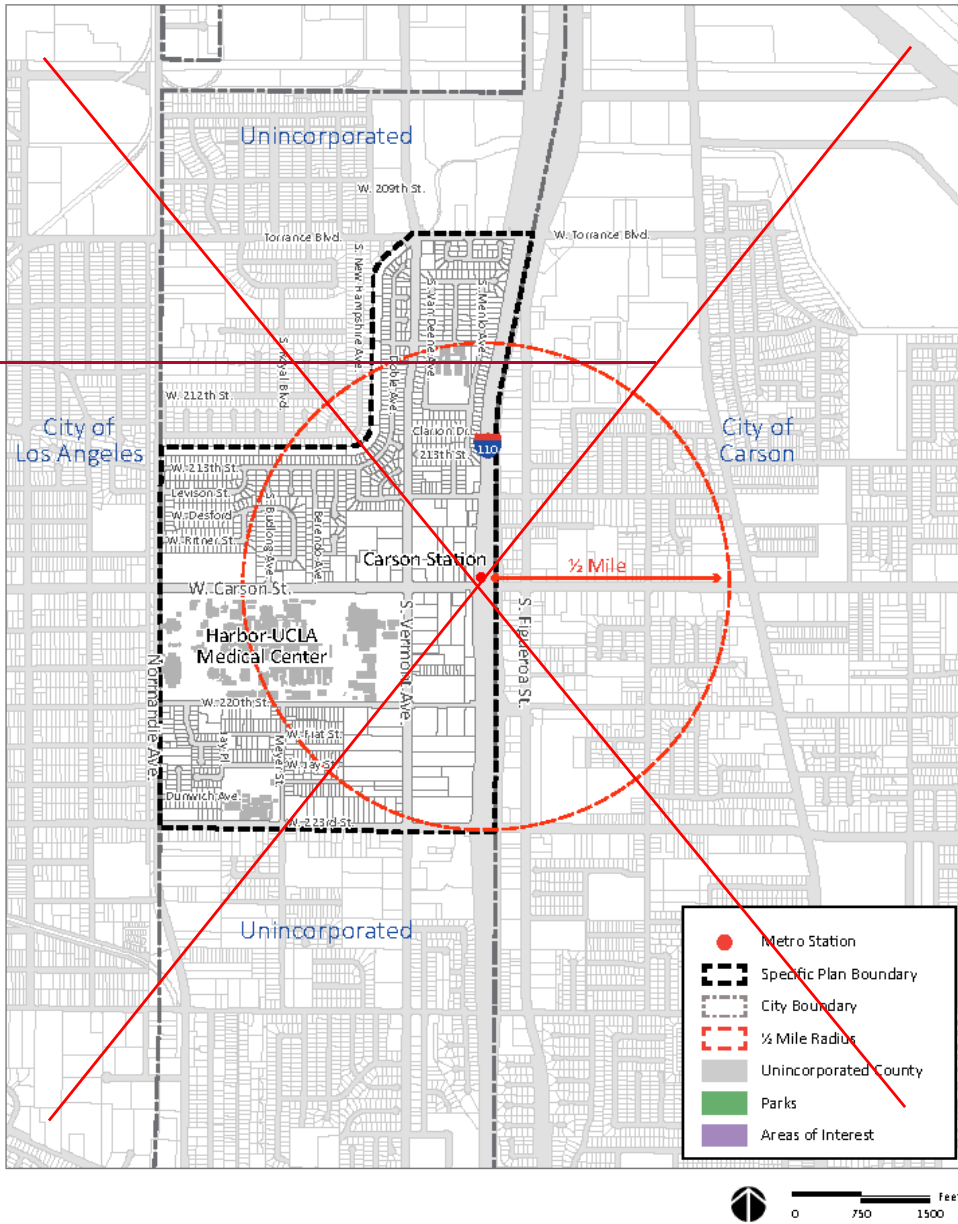 Unincorporated
W. 209th St.
Torrance Blvd.
W. Torrance Blvd.
S. New Hampshire Ave.
S. Van Deene Ave.
S. Menlo Ave.
S. Royal Blvd.
Doble Ave.
W. 212th St.
City of
Los Angeles
City of
Carson
Clarion Dr.
213th St.
110
W. 213th St.
Levison St.
W. Desford
W. Ritner St.
S. Budlong Ave.
Berendo Ave.
Carson Station
½ Mile
W. Carson St.
Harbor-UCLA
Medical Center
S. Vermont Ave.
S. Figueroa St.
Normandie Ave.
W. 220th St.
W. Flat St.
Jay Pl
Meyer St.
W. Jay St
Dunwich Ave
W. 223rd St.
Unincorporated
Metro Station
Specific Plan Boundary
City Boundary
½ Mile Radius
Unincorporated County
Parks
Areas of Interest
Feet
0 750 1500